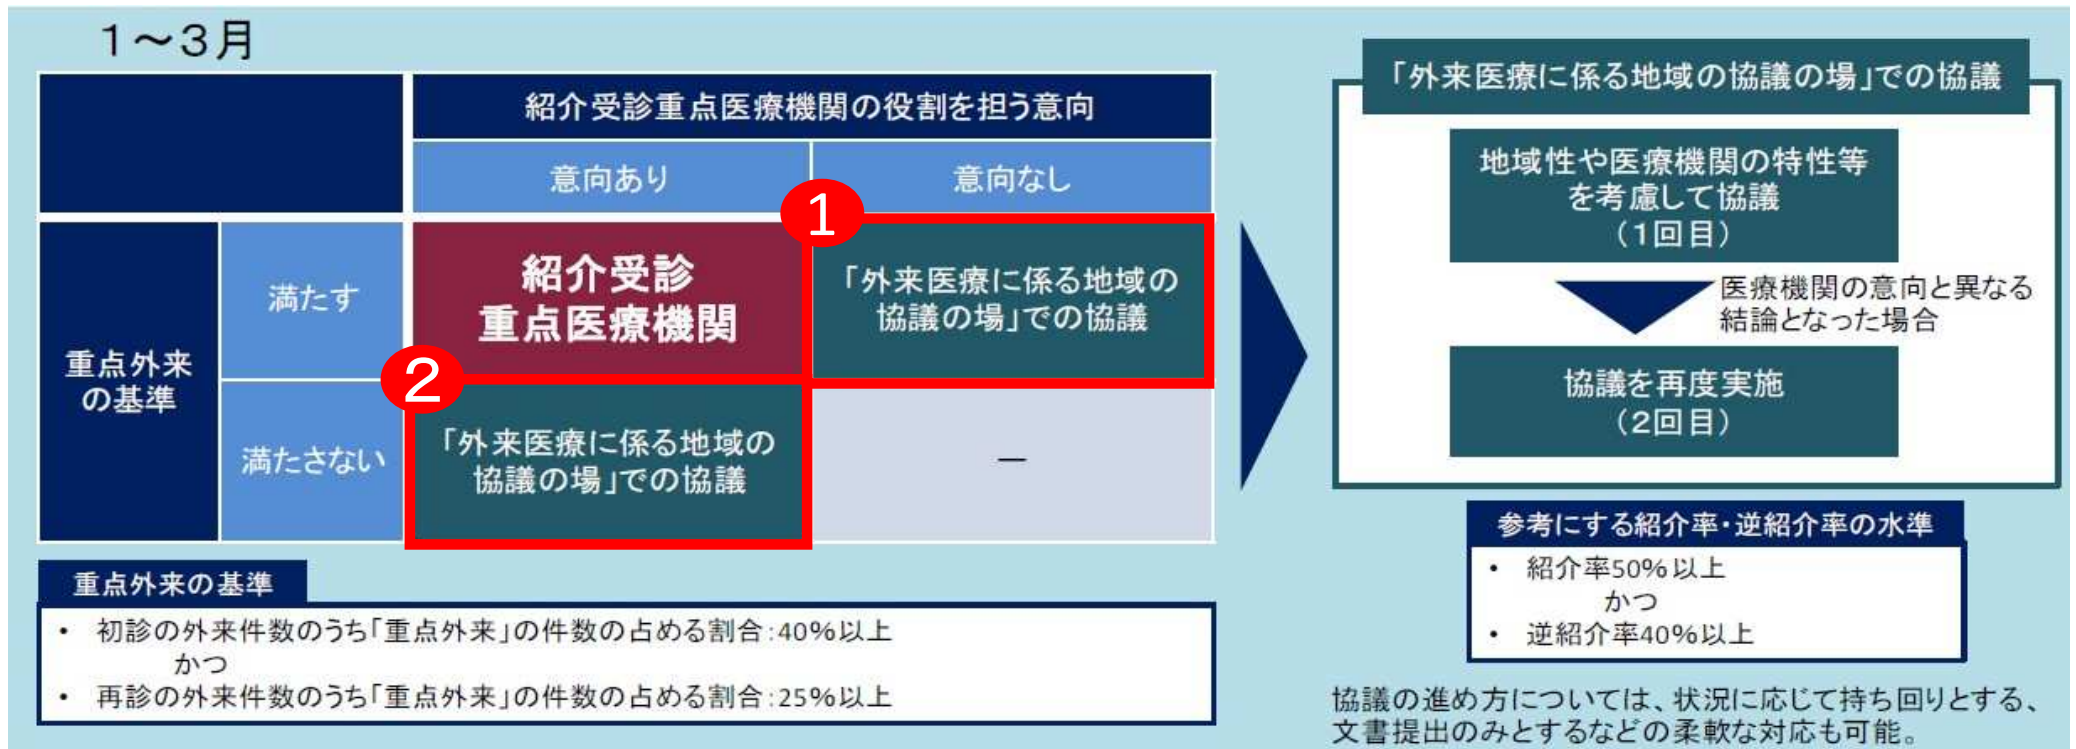 1～3月
紹介受診重点医療機関の役割を担う意向
意向あり
意向なし
重点外来
の基準
満たす
紹介受診
重点医療機関
1
「外来医療に係る地域の
協議の場」での協議
満たさない
2
「外来医療に係る地域の
協議の場」での協議
－
重点外来の基準
・ 初診の外来件数のうち「重点外来」の件数の占める割合：40％以上
かつ
・ 再診の外来件数のうち「重点外来」の件数の占める割合：25％以上
「外来医療に係る地域の協議の場」での協議
地域性や医療機関の特性等
を考慮して協議
（1回目）
医療機関の意向と異なる
結論となった場合
協議を再度実施
（2回目）
参考にする紹介率・逆紹介率の水準
・ 紹介率50％以上
かつ
・ 逆紹介率40％以上
協議の進め方については、状況に応じて持ち回りとする、
文書提出のみとするなどの柔軟な対応も可能。